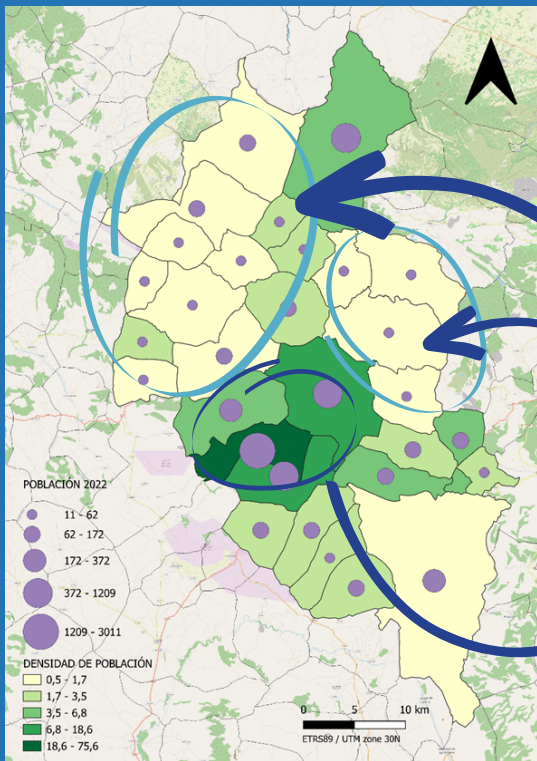 POBLACIÓN 2022
11 - 62
62 - 172
172 - 372
372 - 1209
1209 - 3011
DENSIDAD DE POBLACIÓN
0,5 - 1,7
1,7 - 3,5
3,5 - 6,8
6,8 - 18,6
18,6 - 75,6
0 5 10 km
ETRS89 / UTM zone 30N